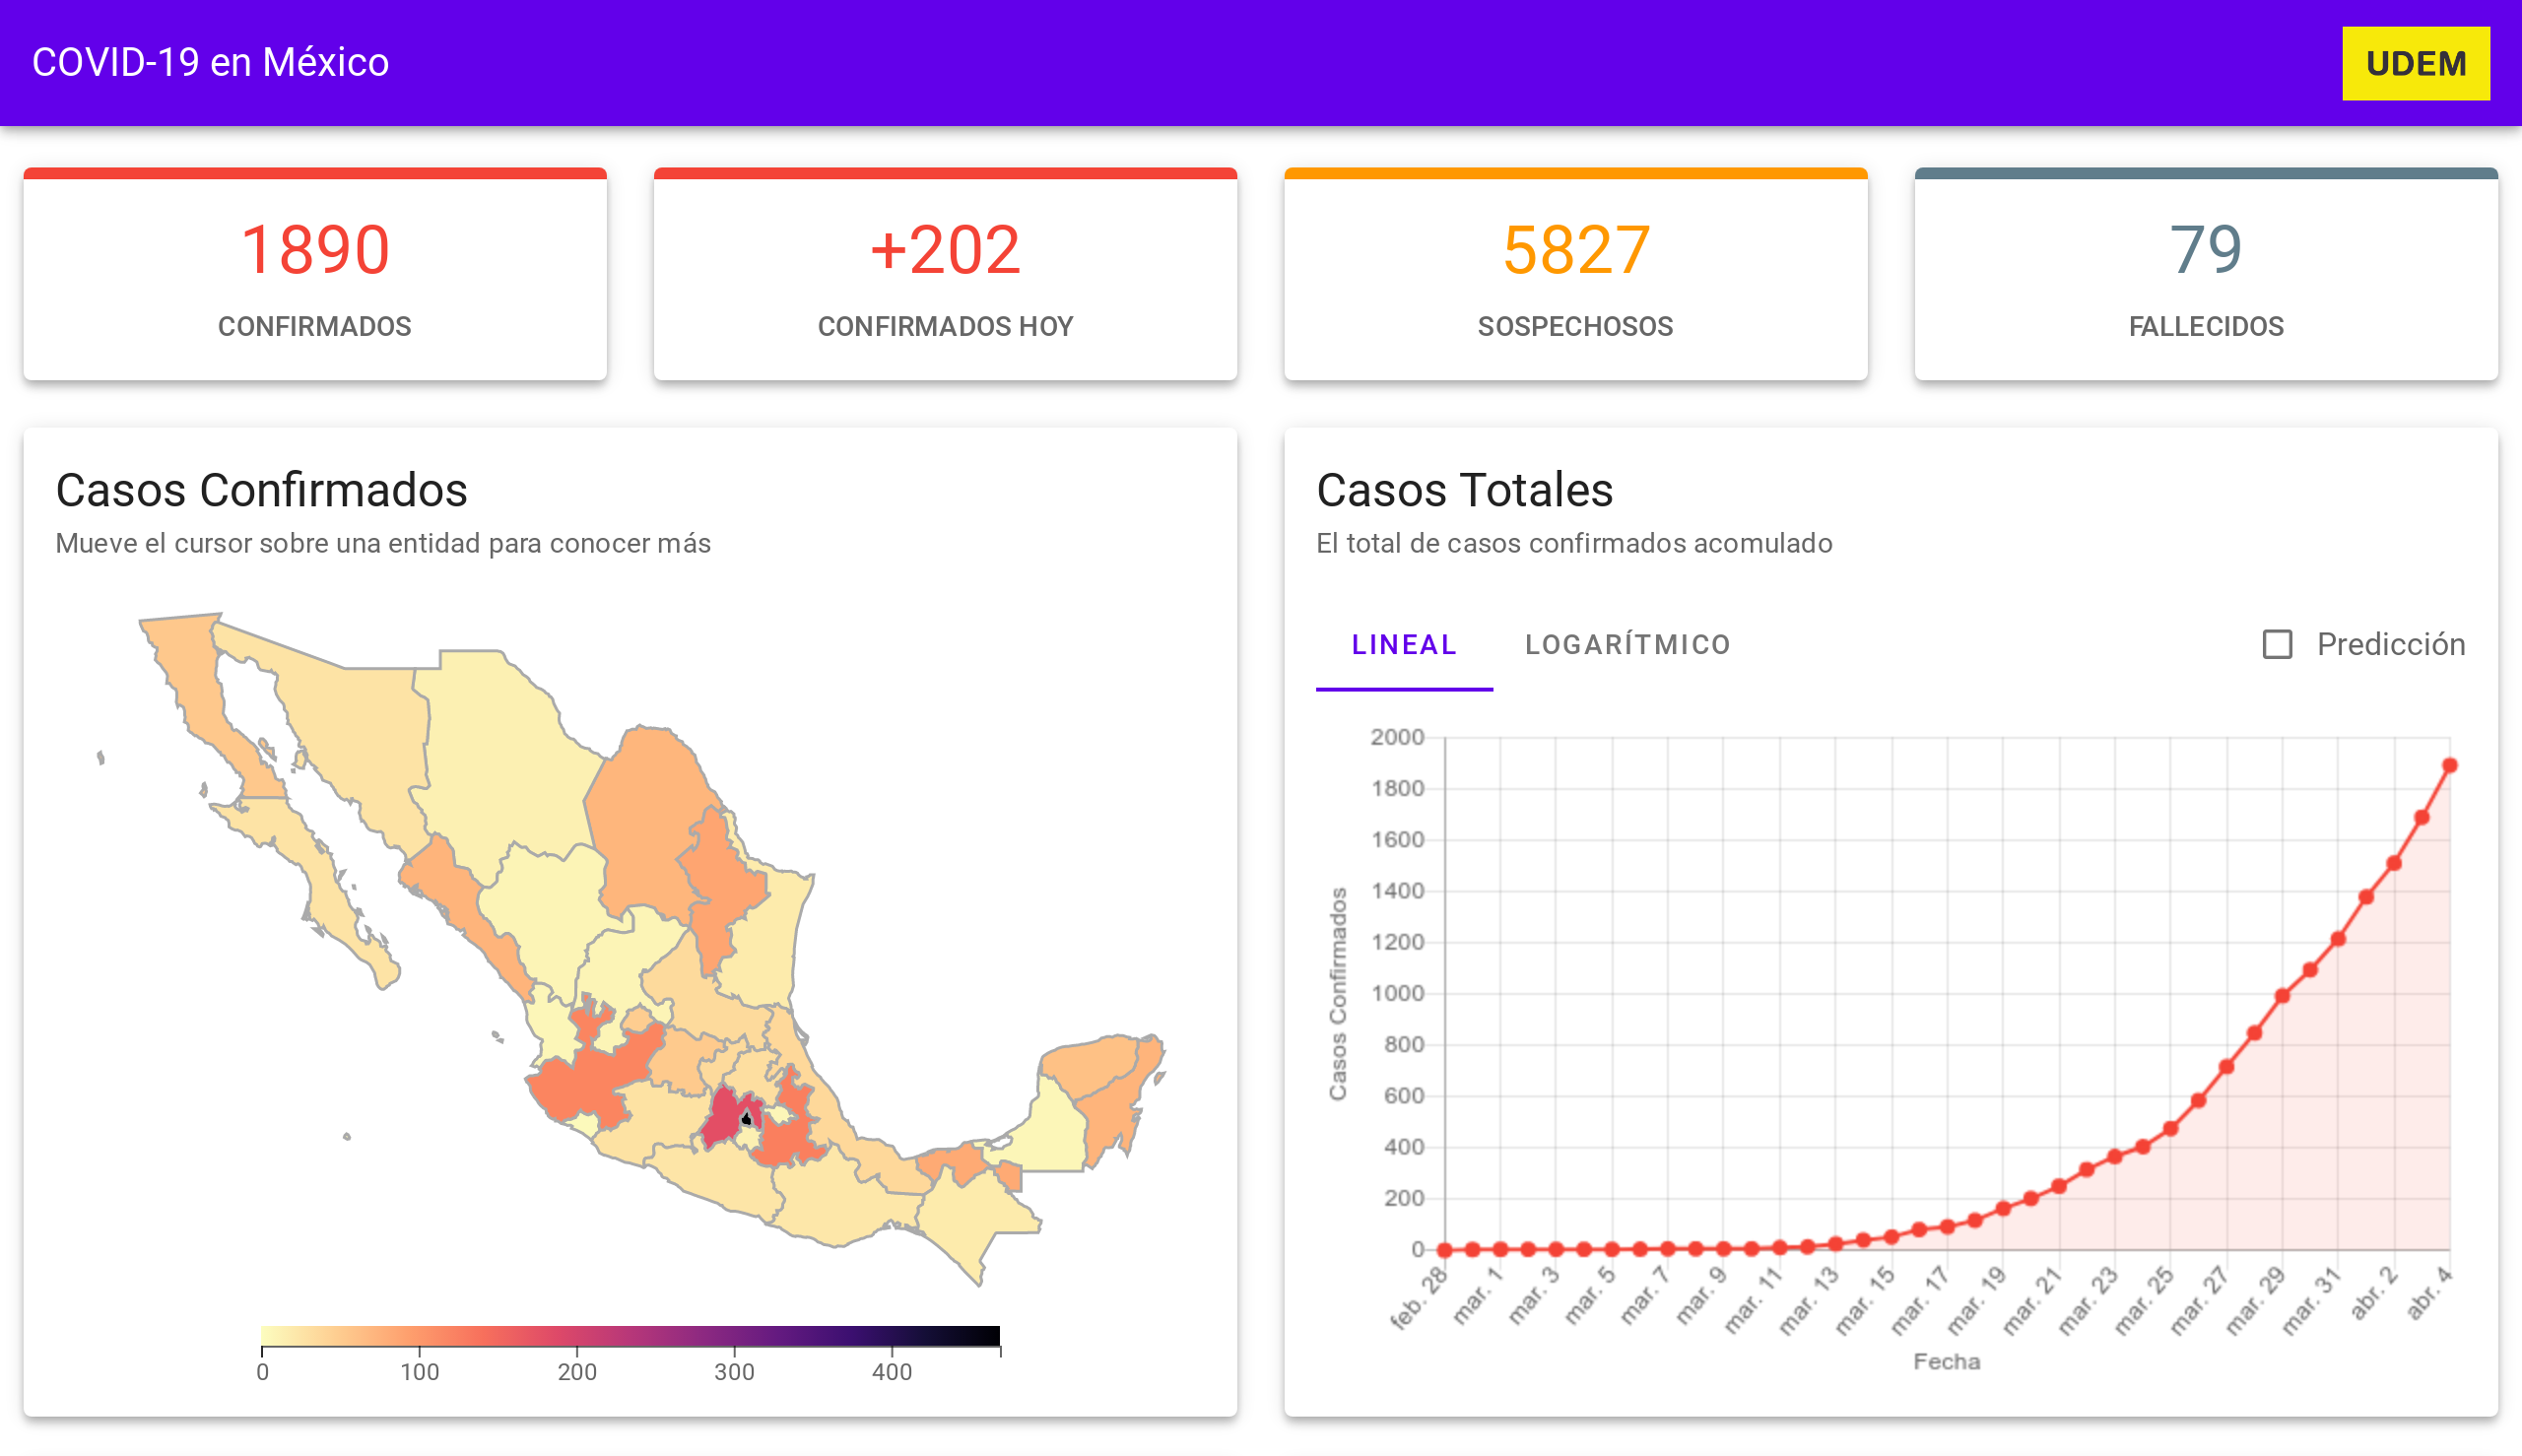 COVID-19 en México
UDEM
1890
CONFIRMADOS
+202
CONFIRMADOS HOY
5827
SOSPECHOSOS
79
FALLECIDOS
Casos Confirmados
Mueve el cursor sobre una entidad para conocer más
0 100 200 300 400
Casos Totales
El total de casos confirmados acumulado
LINEAL LOGARÍTMICO Predicción
Casos Confirmados
2000
1800
1600
1400
1200
1000
800
600
400
200
0
feb. 28 mar. 1 mar. 3 mar. 5 mar. 7 mar. 9 mar. 11 mar. 13 mar. 15 mar. 17 mar. 19 mar. 21 mar. 23 mar. 25 mar. 27 mar. 29 mar. 31 abr. 2 abr. 4
Fecha